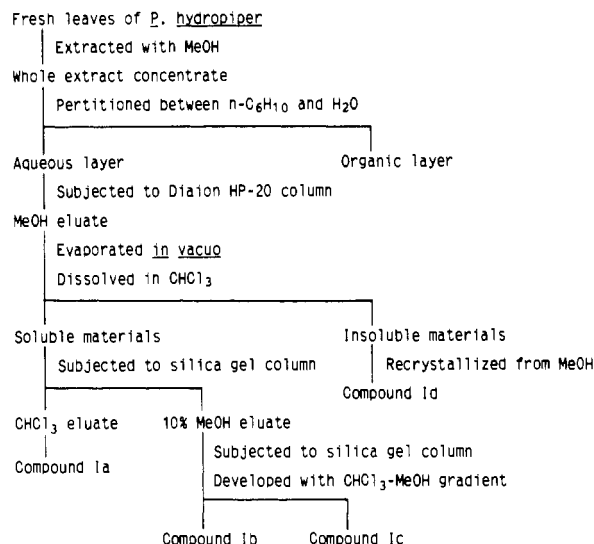 Fresh leaves of P. hydropiper
Extracted with MeOH
Whole extract concentrate
Pertitioned between n-C6H10 and H2O
Aqueous layer
Organic layer
Subjected to Diaion HP-20 column
MeOH eluate
Evaporated in vacuo
Dissolved in CHCl3
Soluble materials
Insoluble materials
Subjected to silica gel column
Recrystallized from MeOH
Compound Id
CHCl3 eluate
10% MeOH eluate
Subjected to silica gel column
Compound Ia
Developed with CHCl3-MeOH gradient
Compound Ib
Compound Ic